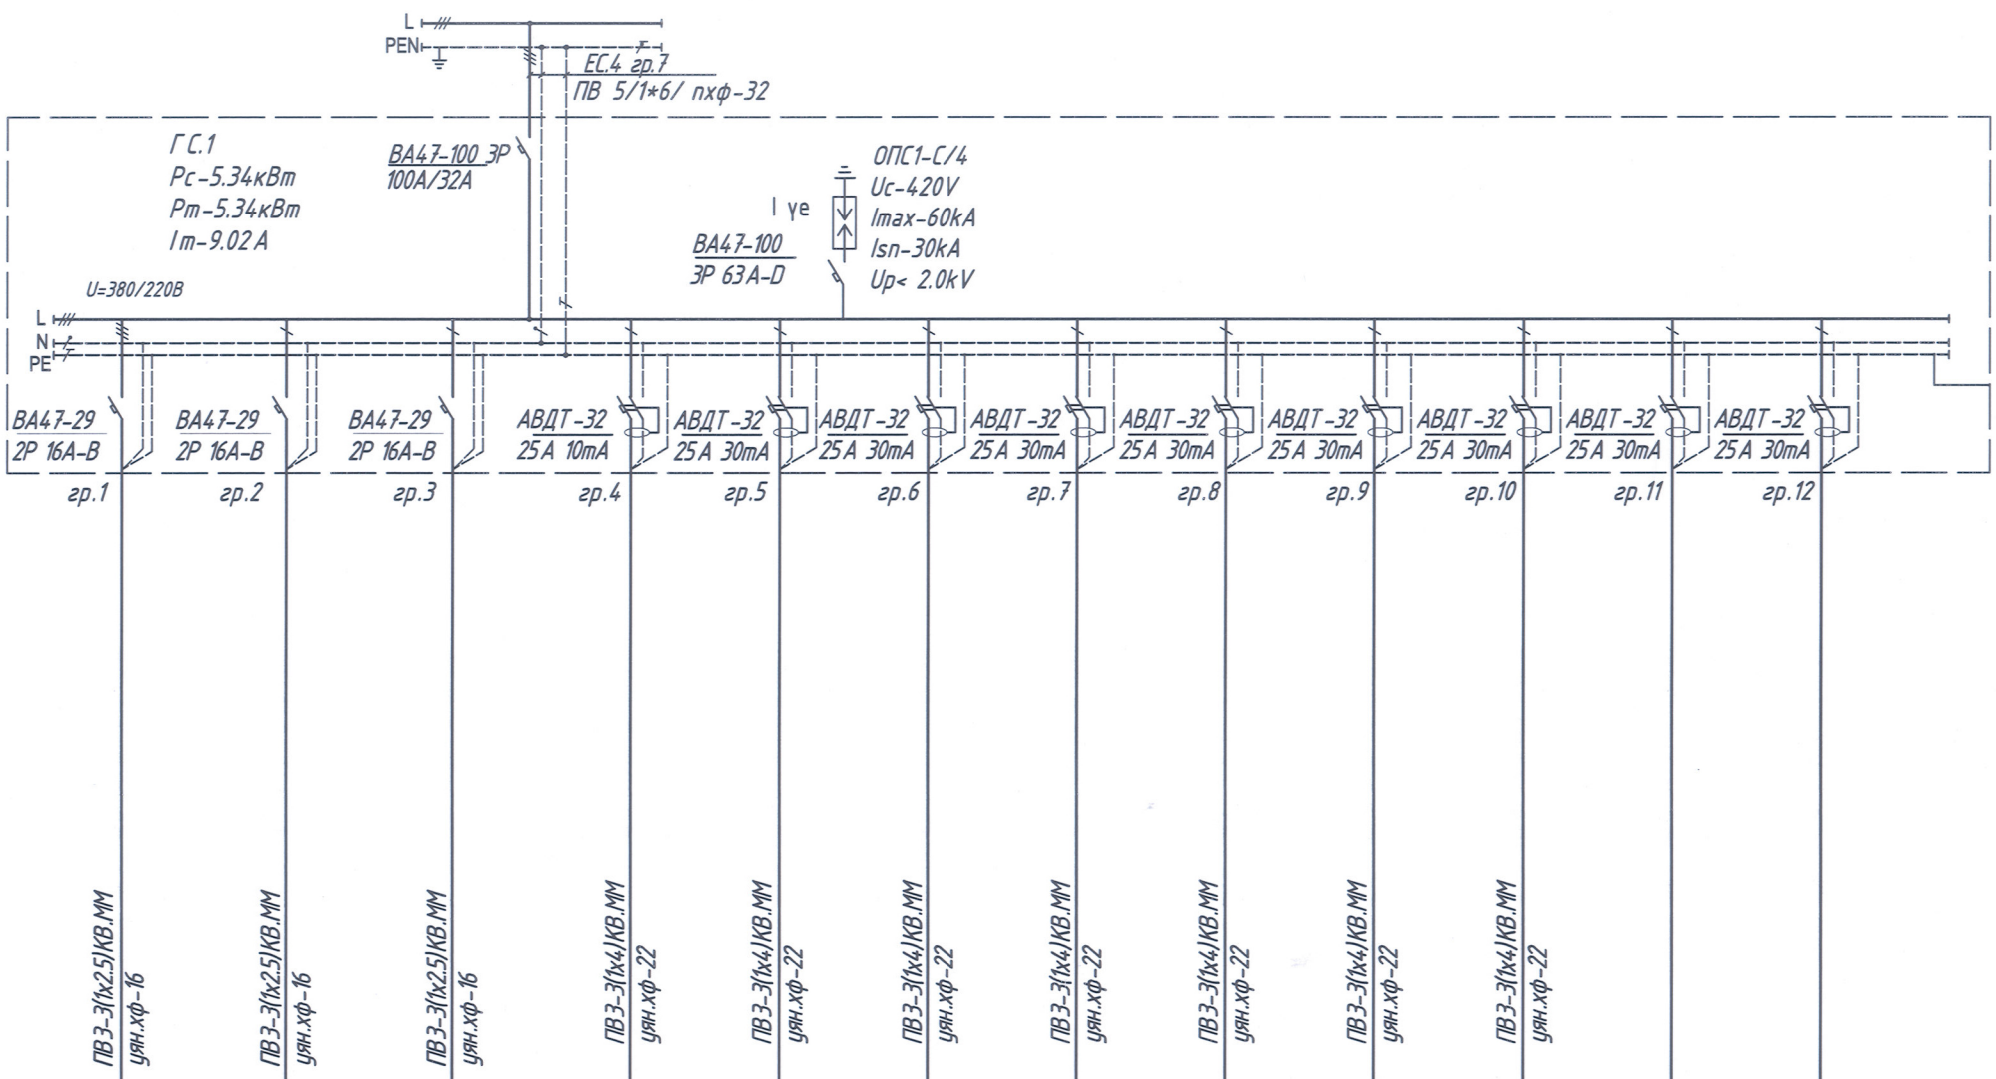 L
PEN
ЕС.4 гр.7
ПВ 5/1*6/ пхф-32
ГС.1
Рс-5.34кВт
Рт-5.34кВт
Iт-9.02А
ВА47-100 3Р
100А/32А
I үе
ВА47-100
3Р 63А-D
ОПС1-С/4
Uc-420V
Imax-60kA
Isn-30kA
Up< 2.0kV
U=380/220В
L
N
PE
ВА47-29
2Р 16А-В
ВА47-29
2Р 16А-В
ВА47-29
2Р 16А-В
АВДТ-32
25А 10mA
АВДТ-32
25А 30mA
АВДТ-32
25А 30mA
АВДТ-32
25А 30mA
АВДТ-32
25А 30mA
АВДТ-32
25А 30mA
АВДТ-32
25А 30mA
АВДТ-32
25А 30mA
АВДТ-32
25А 30mA
гр.1
гр.2
гр.3
гр.4
гр.5
гр.6
гр.7
гр.8
гр.9
гр.10
гр.11
гр.12
ПВ3-3(1х2.5)КВ.ММ
уян.хф-16
ПВ3-3(1х2.5)КВ.ММ
уян.хф-16
ПВ3-3(1х2.5)КВ.ММ
уян.хф-16
ПВ3-3(1х4)КВ.ММ
уян.хф-22
ПВ3-3(1х4)КВ.ММ
уян.хф-22
ПВ3-3(1х4)КВ.ММ
уян.хф-22
ПВ3-3(1х4)КВ.ММ
уян.хф-22
ПВ3-3(1х4)КВ.ММ
уян.хф-22
ПВ3-3(1х4)КВ.ММ
уян.хф-22
ПВ3-3(1х4)КВ.ММ
уян.хф-22